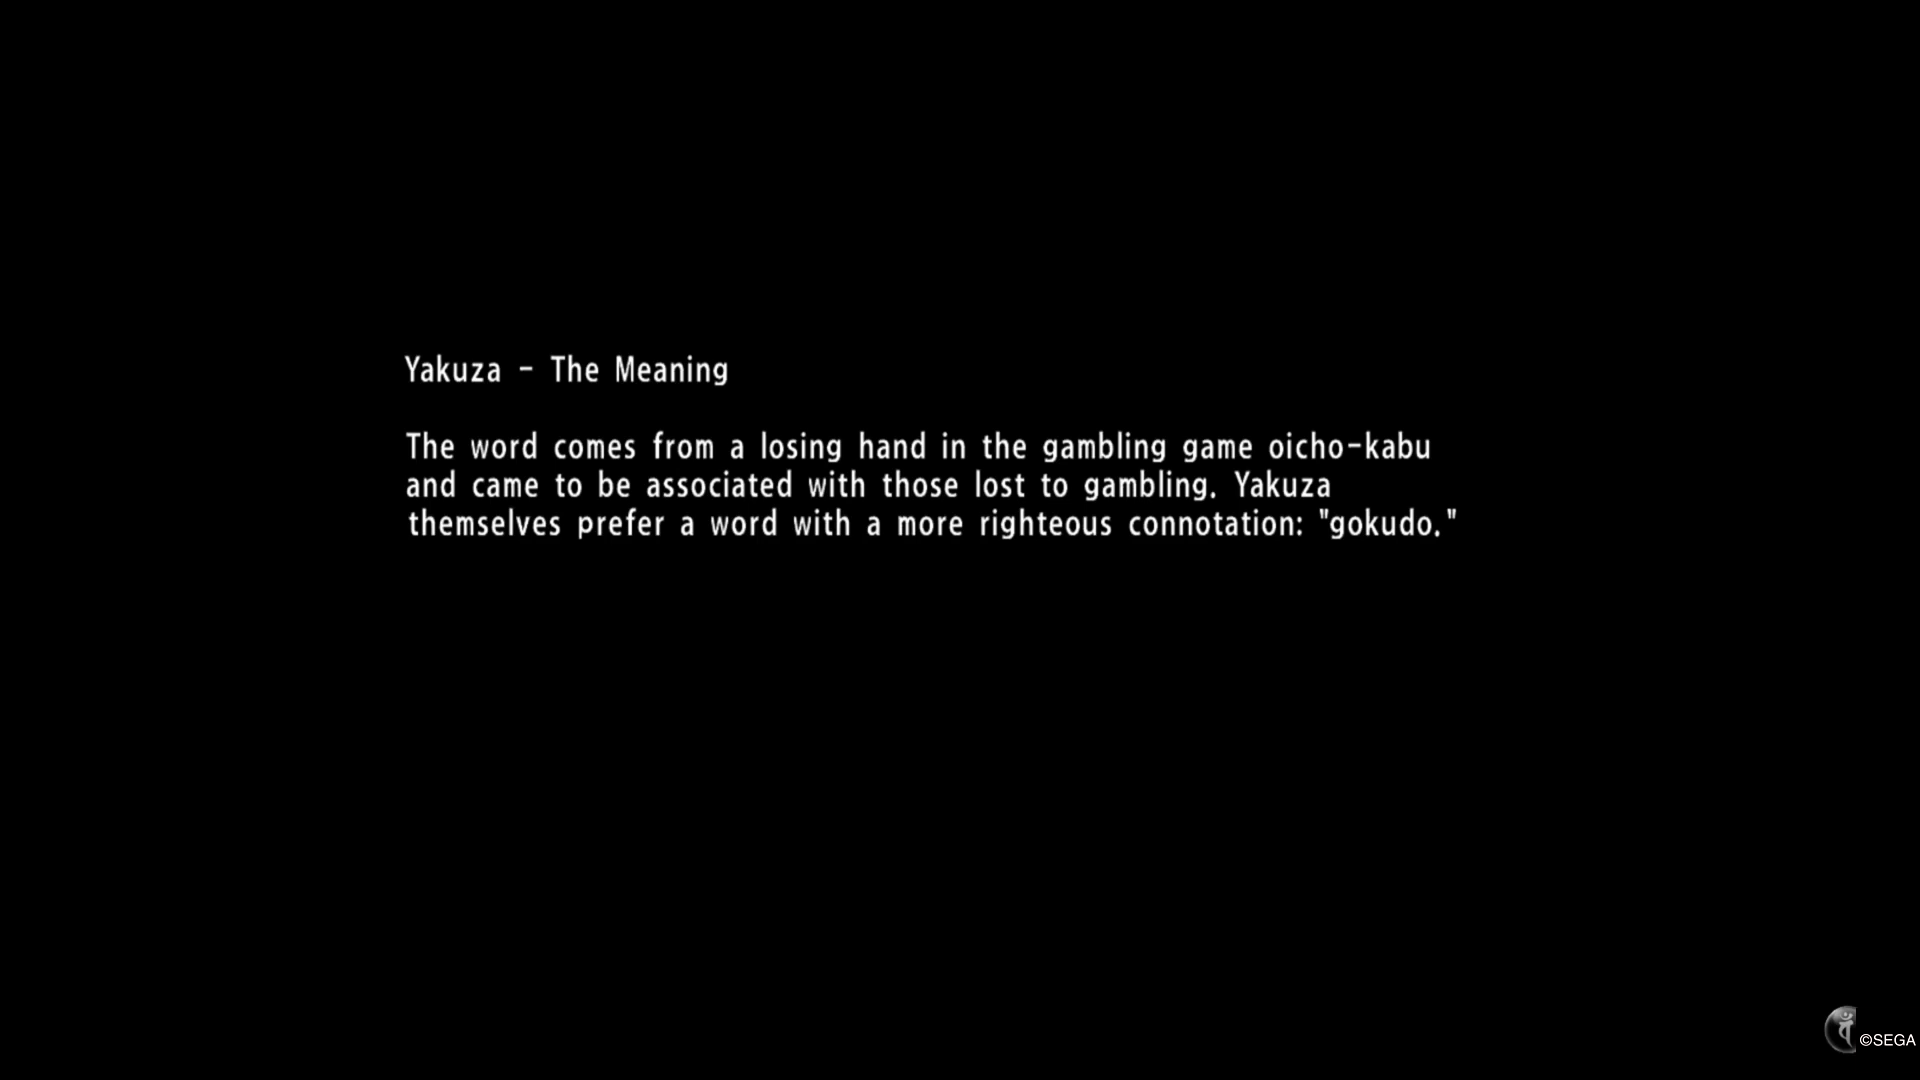 Yakuza - The Meaning
The word comes from a losing hand in the gambling game oicho-kabu
and came to be associated with those lost to gambling. Yakuza
themselves prefer a word with a more righteous connotation: "gokudo."
©SEGA